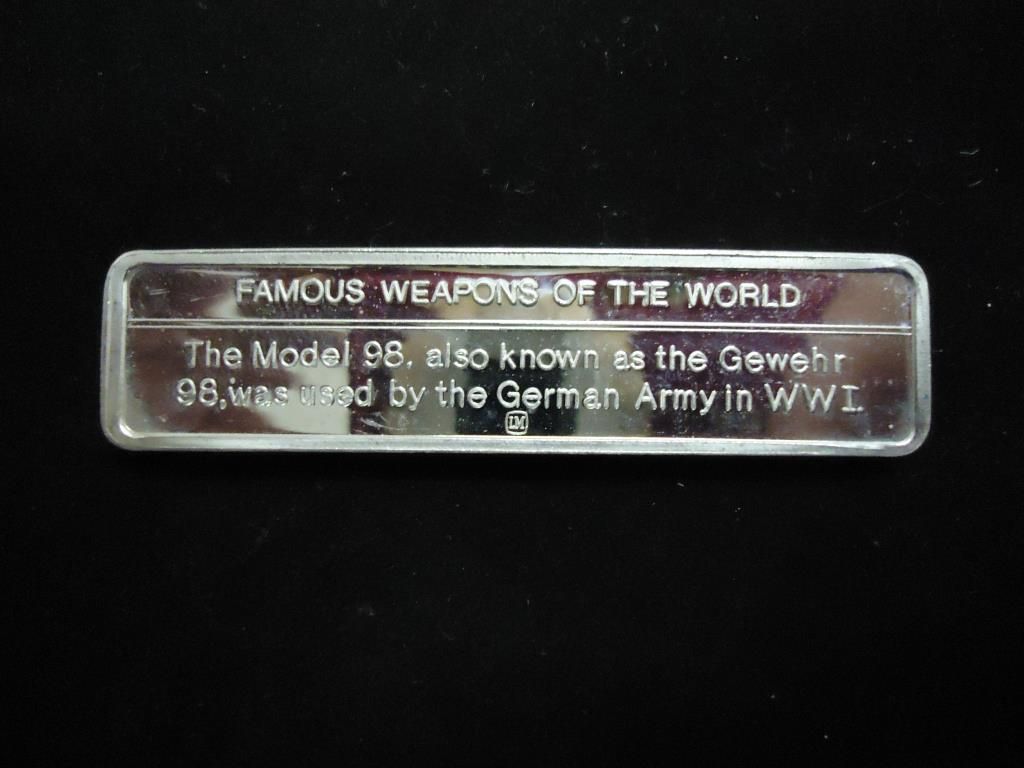 FAMOUS WEAPONS OF THE WORLD
The Model 98, also known as the Gewehr
98, was used by the German Army in WWI.
LM